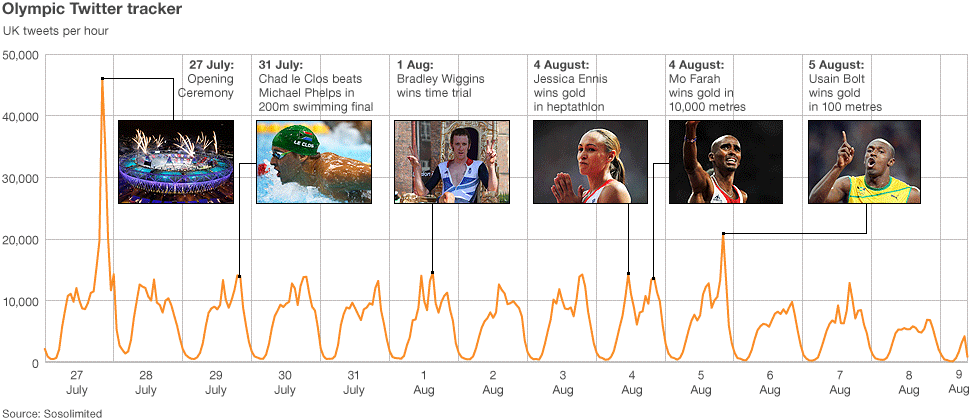 Olympic Twitter tracker
UK tweets per hour
50,000
40,000
30,000
20,000
10,000
0
27 July:
Opening
Ceremony
31 July:
Chad le Clos beats
Michael Phelps in
200m swimming final
1 Aug:
Bradley Wiggins
wins time trial
4 August:
Jessica Ennis
wins gold
in heptathlon
4 August:
Mo Farah
wins gold in
10,000 metres
5 August:
Usain Bolt
wins gold
in 100 metres
LE CLOS
27
July
28
July
29
July
30
July
31
July
1
Aug
2
Aug
3
Aug
4
Aug
5
Aug
6
Aug
7
Aug
8
Aug
9
Aug
Source: Sosolimited